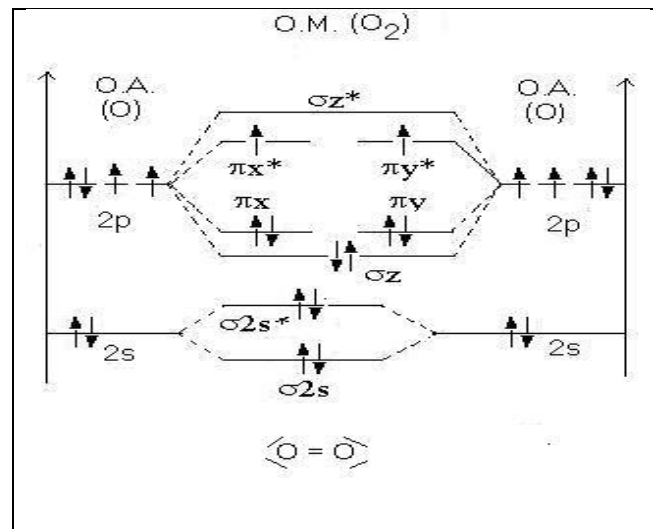 O.M. (O₂)
O.A. O.A.
(O) (O)
σz*
πx* πy*
πx πy
2p 2p
σz
σ2s*
2s 2s
σ2s
O = O